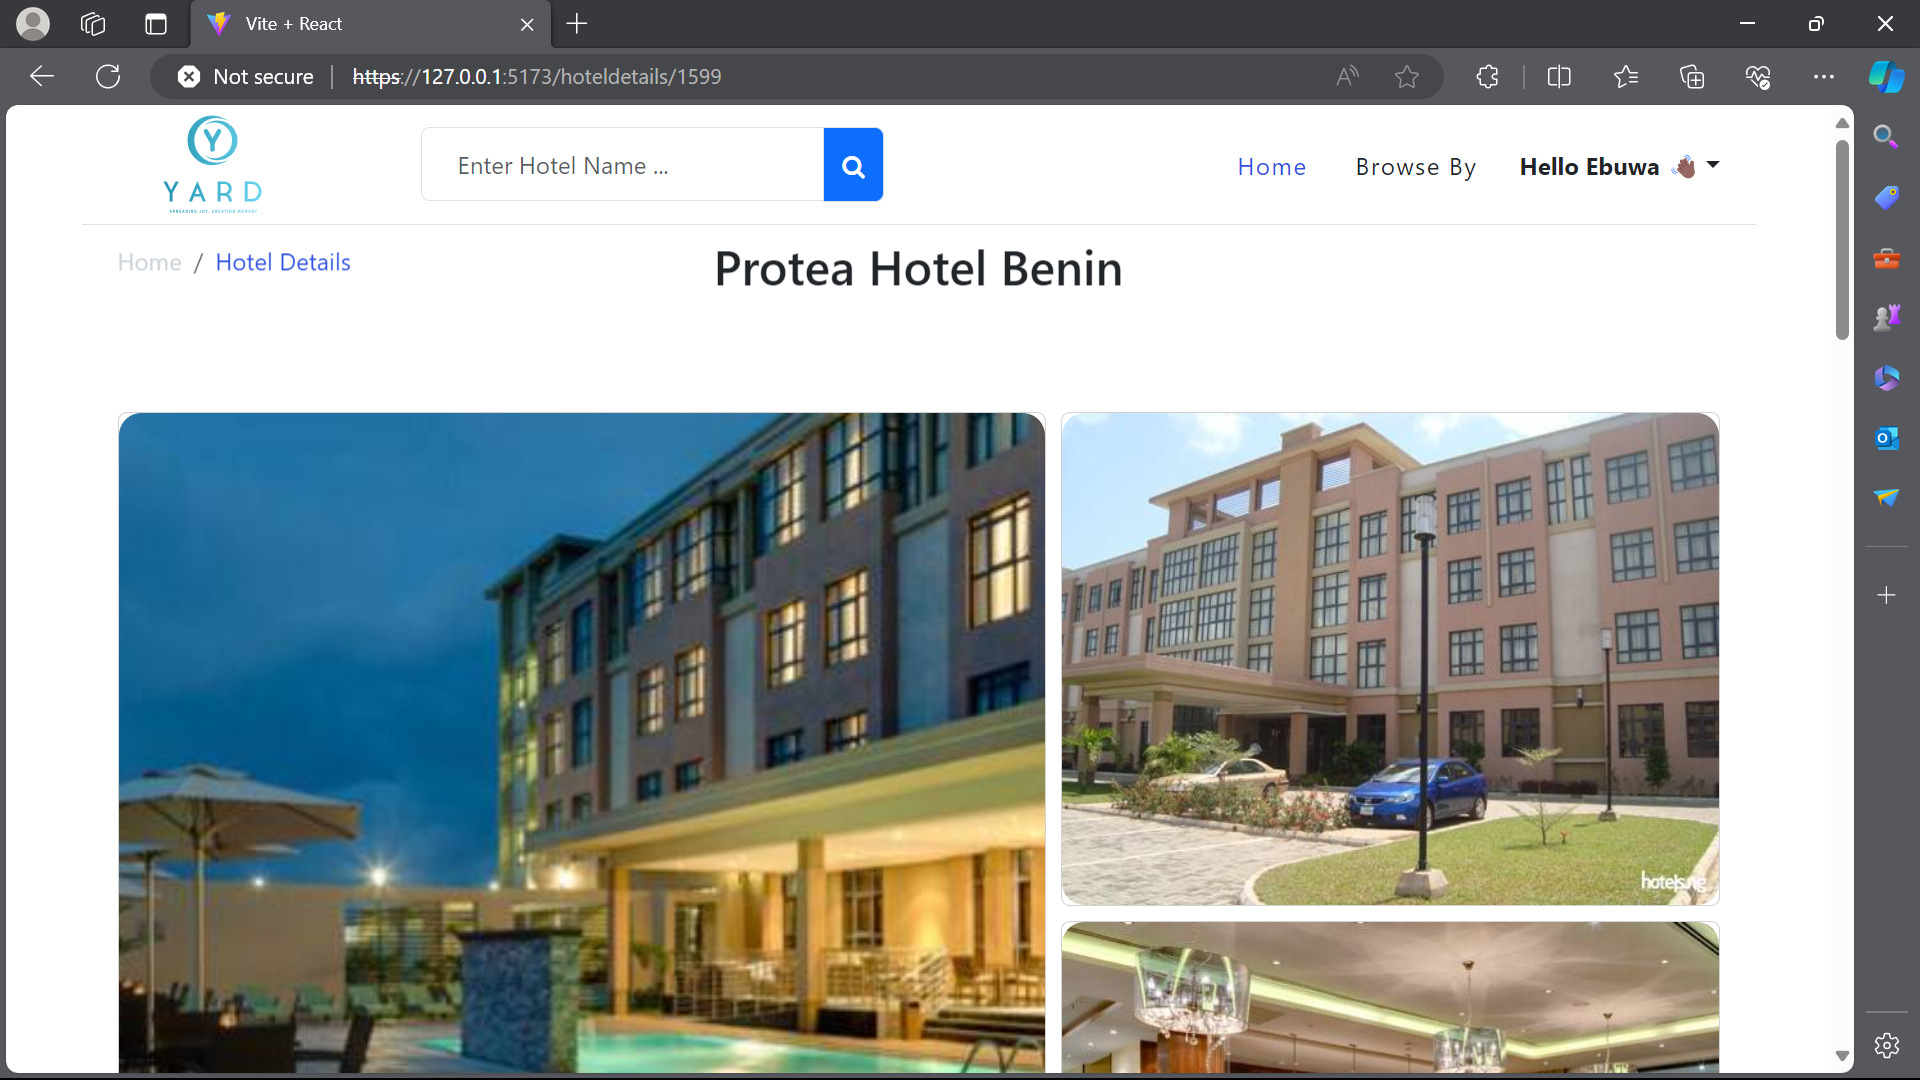 Vite + React
Not secure
https://127.0.0.1:5173/hoteldetails/1599
Y
YARD
SPREADING JOY, CREATING MEMORY
Enter Hotel Name ...
Home
Browse By
Hello Ebuwa 👋🏾
Home / Hotel Details
Protea Hotel Benin
hotels.ng